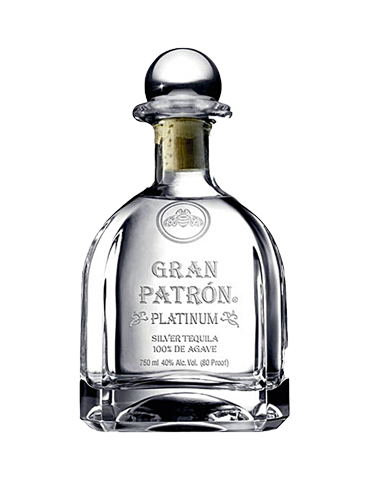 GRAN
PATRÓN®
PLATINUM
SILVER TEQUILA
100% DE AGAVE
750 ml 40% Alc. Vol. (80 Proof)